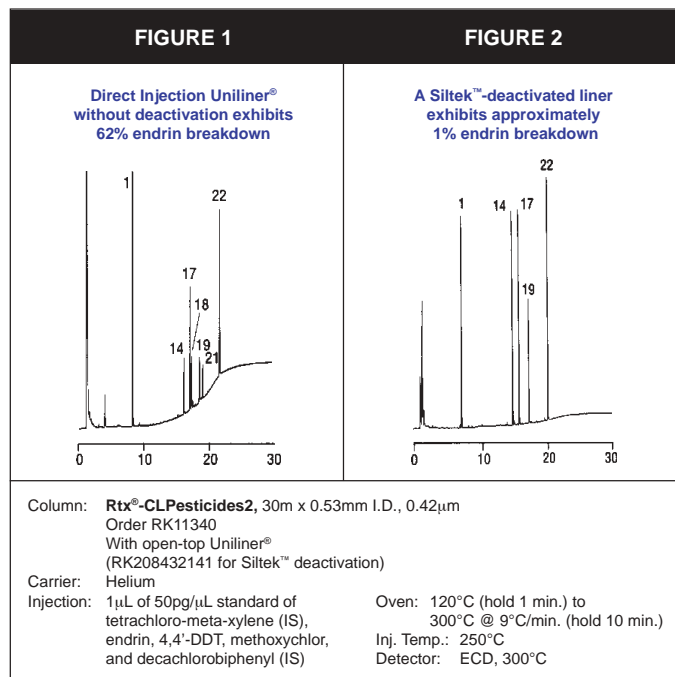 FIGURE 1
Direct Injection Uniliner®
without deactivation exhibits
62% endrin breakdown
1
22
17
18
14
19
21
0 10 20 30
FIGURE 2
A Siltek™-deactivated liner
exhibits approximately
1% endrin breakdown
22
1
14
17
19
0 10 20 30
Column: Rtx®-CLPesticides2, 30m x 0.53mm I.D., 0.42µm
Order RK11340
With open-top Uniliner®
(RK208432141 for Siltek™ deactivation)
Carrier: Helium
Injection: 1µL of 50pg/µL standard of
tetrachloro-meta-xylene (IS),
endrin, 4,4'-DDT, methoxychlor,
and decachlorobiphenyl (IS)
Oven: 120°C (hold 1 min.) to
300°C @ 9°C/min. (hold 10 min.)
Inj. Temp.: 250°C
Detector: ECD, 300°C